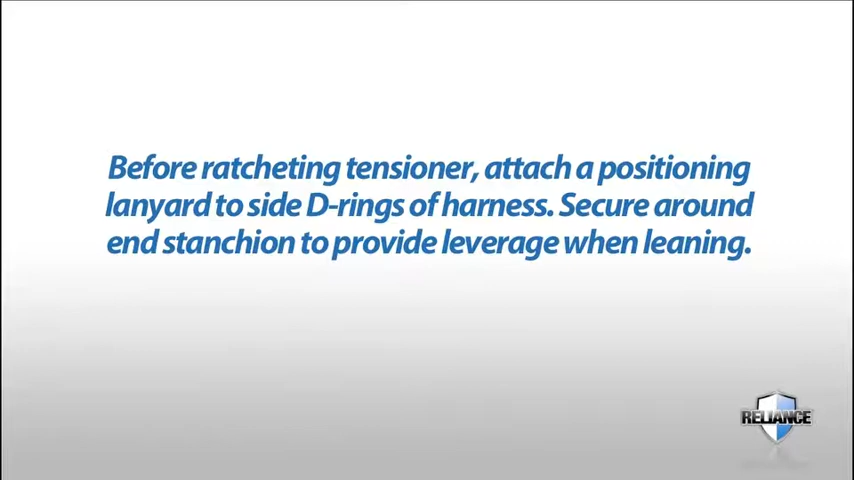 Before ratcheting tensioner, attach a positioning
lanyard to side D-rings of harness. Secure around
end stanchion to provide leverage when leaning.
RELIANCE